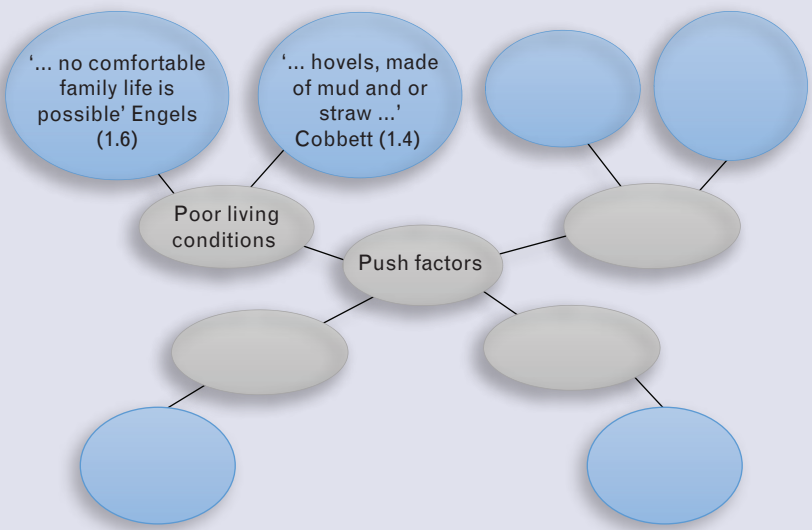 ‘... no comfortable
family life is
possible’ Engels
(1.6)
‘... hovels, made
of mud and or
straw ...’
Cobbett (1.4)
Poor living
conditions
Push factors